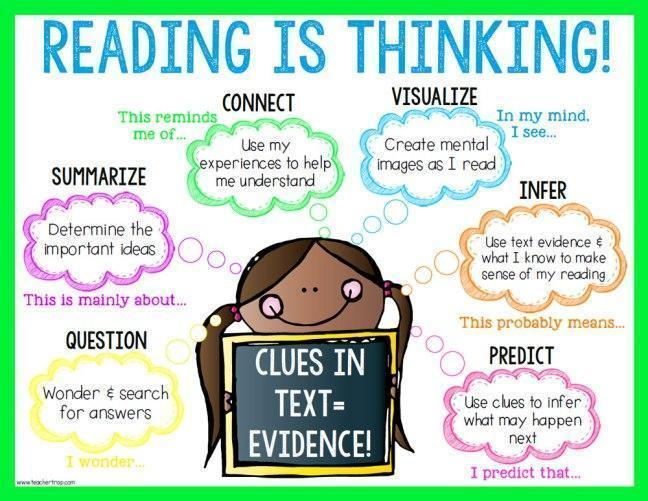 READING IS THINKING!
CONNECT
This reminds
me of...
Use my
experiences to help
me understand
VISUALIZE
In my mind,
I see...
Create mental
images as I read
SUMMARIZE
Determine the
important ideas
This is mainly about...
INFER
Use text evidence &
what I know to make
sense of my reading
This probably means...
QUESTION
Wonder & search
for answers
I wonder...
PREDICT
Use clues to infer
what may happen
next
I predict that...
CLUES IN
TEXT=
EVIDENCE!
www.teachertrap.com